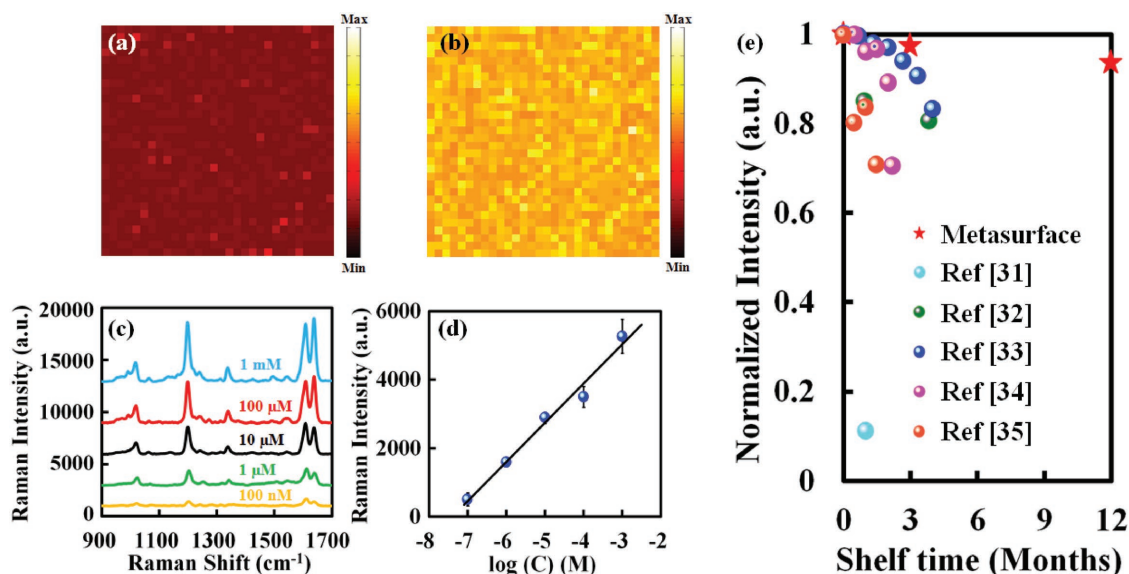 Max
(a)
Min
Max
(b)
Min
20000
15000
10000
5000
0
(c)
1 mM
100 μM
10 μM
1 μM
100 nM
900
1100
1300
1500
1700
Raman Shift (cm-1)
Raman Intensity (a.u.)
6000
4000
2000
0
(d)
-8
-7
-6
-5
-4
-3
-2
log (C) (M)
Raman Intensity (a.u.)
(e)
1
0.8
0.6
0.4
0.2
0
Normalized Intensity (a.u.)
Metasurface
Ref [31]
Ref [32]
Ref [33]
Ref [34]
Ref [35]
0
3
6
9
12
Shelf time (Months)